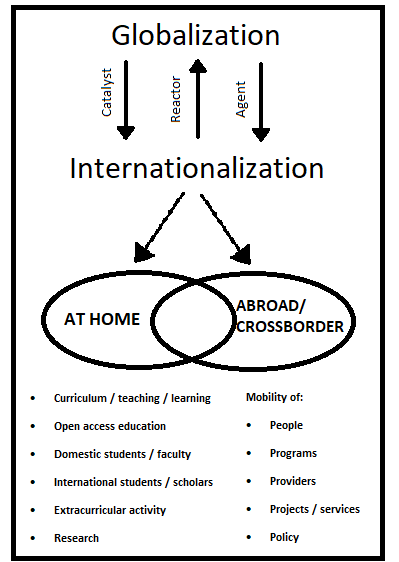 Globalization
Catalyst
Reactor
Agent
Internationalization
AT HOME
ABROAD/
CROSSBORDER
• Curriculum / teaching / learning
• Open access education
• Domestic students / faculty
• International students / scholars
• Extracurricular activity
• Research
Mobility of:
• People
• Programs
• Providers
• Projects / services
• Policy